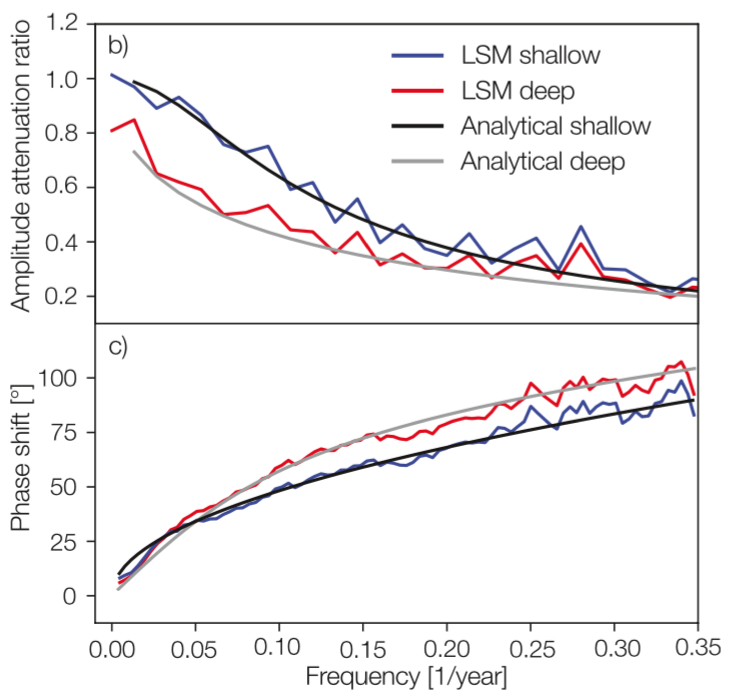 b)
LSM shallow
LSM deep
Analytical shallow
Analytical deep
Amplitude attenuation ratio
1.2
1.0
0.8
0.6
0.4
0.2
c)
Phase shift [°]
100
75
50
25
0
0.00 0.05 0.10 0.15 0.20 0.25 0.30 0.35
Frequency [1/year]